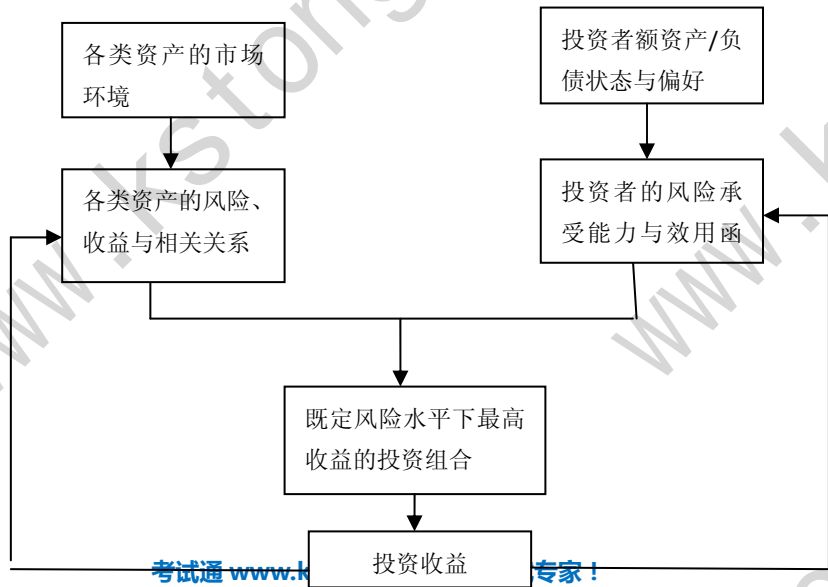 各类资产的市场
环境
投资者额资产/负
债状态与偏好
各类资产的风险、
收益与相关关系
投资者的风险承
受能力与效用函
既定风险水平下最高
收益的投资组合
投资收益
考试通 www.k
专家！
www.kstong
www.k
www.k